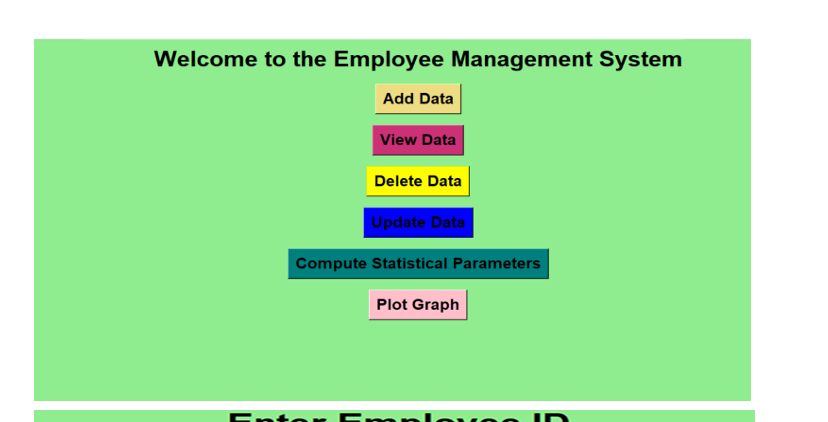 Welcome to the Employee Management System
Add Data
View Data
Delete Data
Update Data
Compute Statistical Parameters
Plot Graph
Enter Employee ID